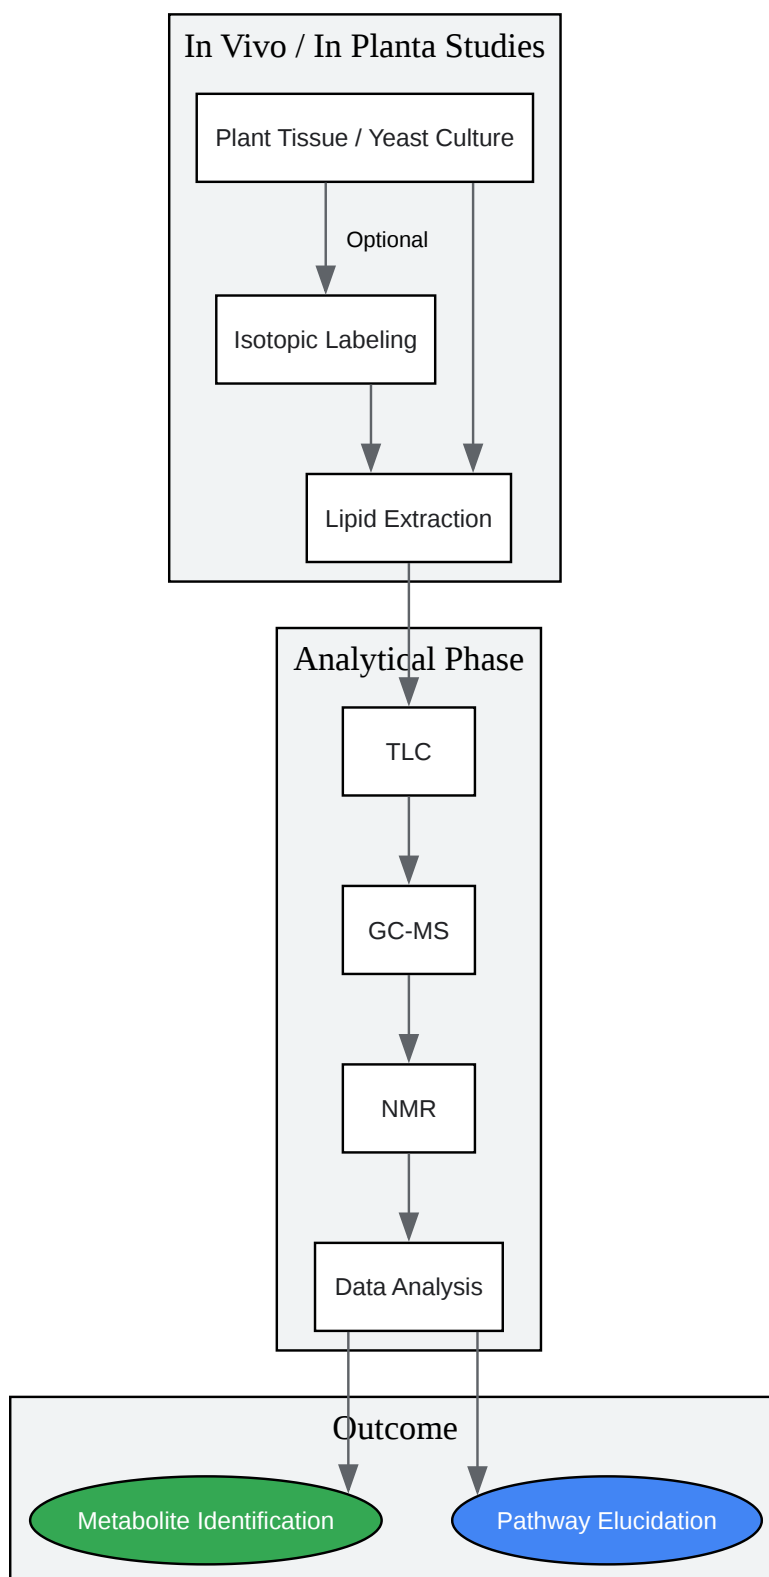 In Vivo / In Planta Studies
Plant Tissue / Yeast Culture
Optional
Isotopic Labeling
Lipid Extraction
Analytical Phase
TLC
GC-MS
NMR
Data Analysis
Outcome
Metabolite Identification
Pathway Elucidation